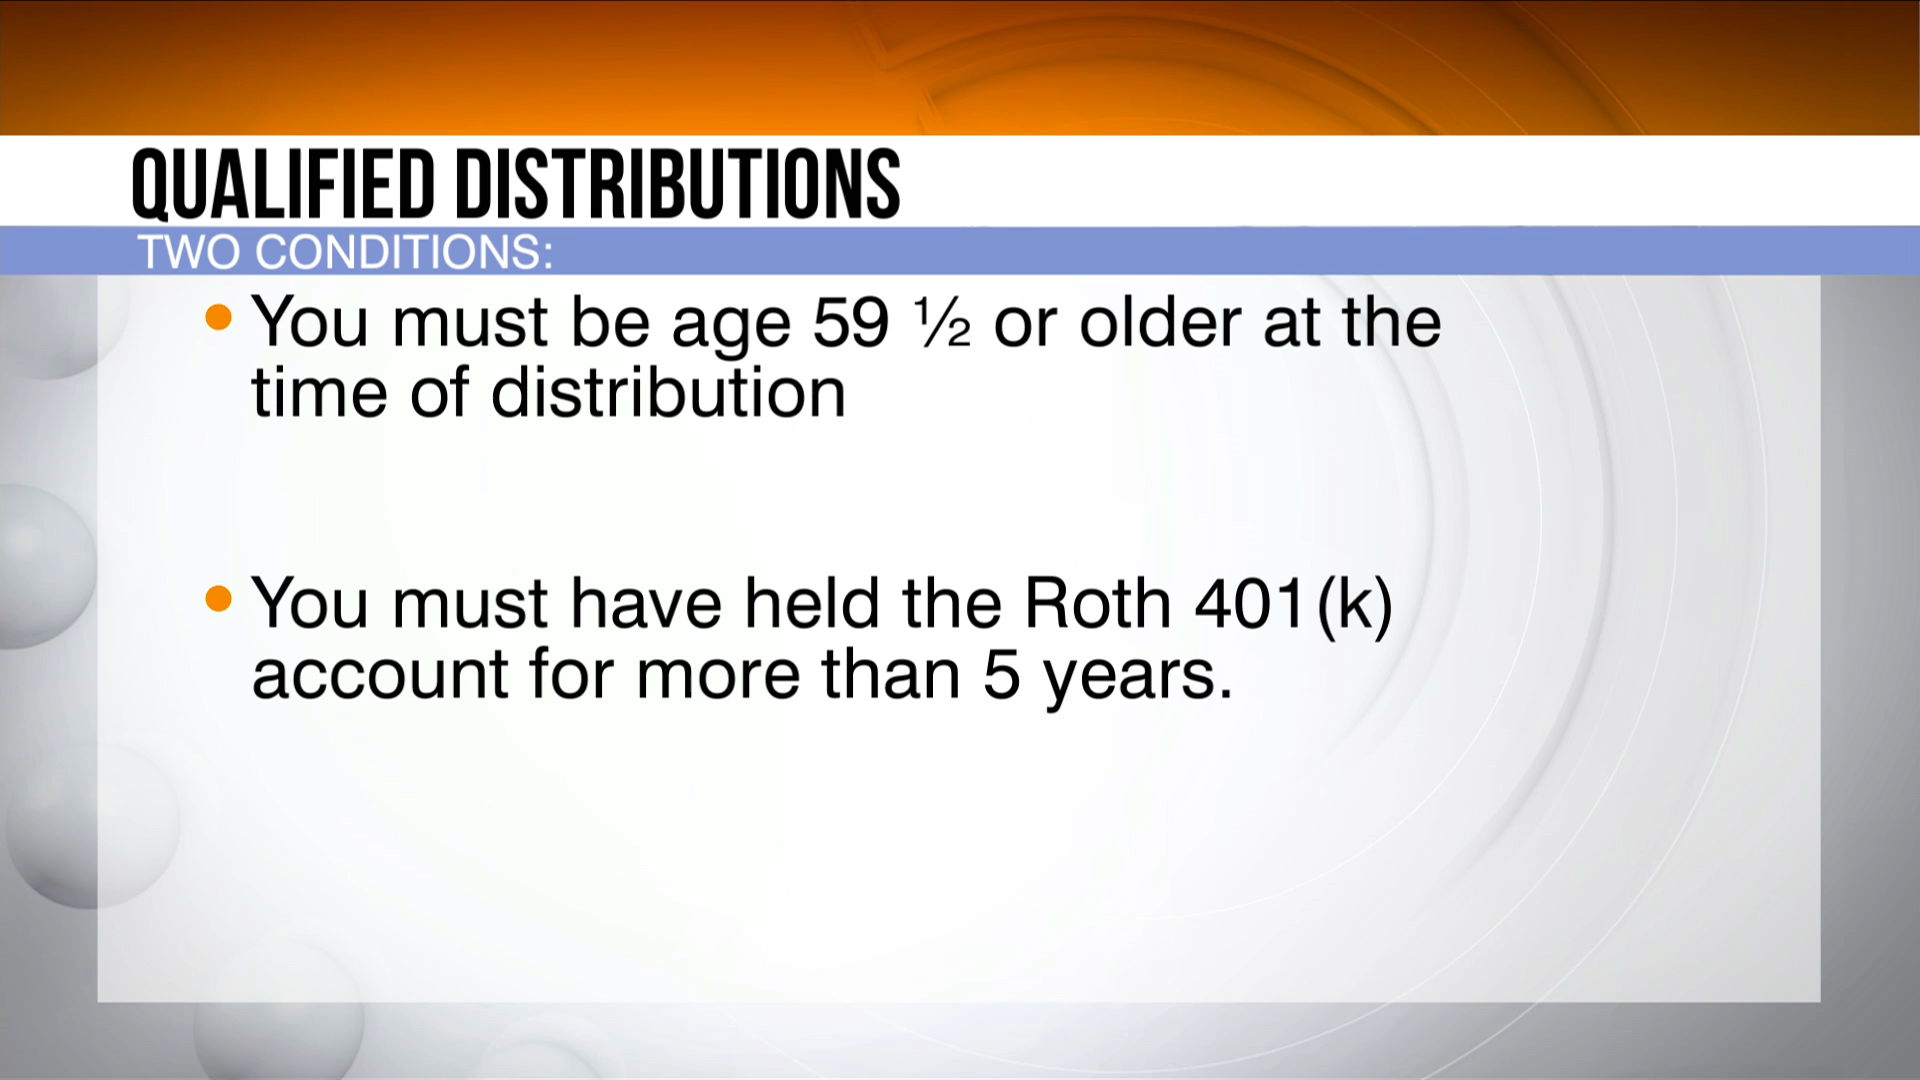 QUALIFIED DISTRIBUTIONS
TWO CONDITIONS:
• You must be age 59 ½ or older at the
time of distribution
• You must have held the Roth 401(k)
account for more than 5 years.